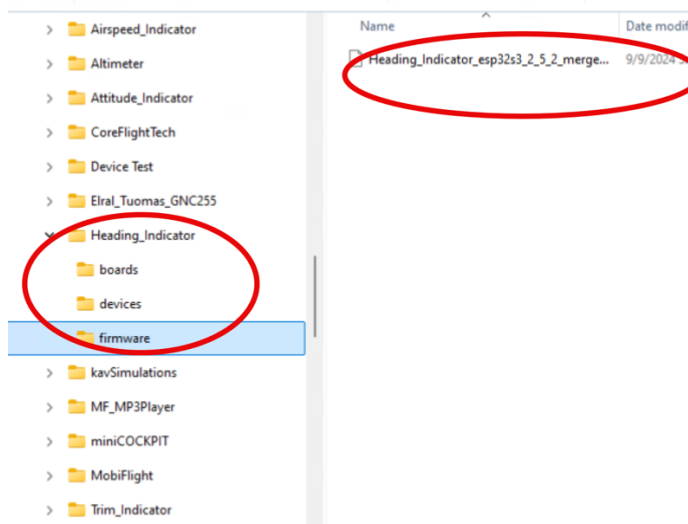 Airspeed_Indicator
Altimeter
Attitude_Indicator
CoreFlightTech
Device Test
Elral_Tuomas_GNC255
Heading_Indicator
boards
devices
firmware
kavSimulations
MF_MP3Player
miniCOCKPIT
MobiFlight
Trim_Indicator
Name Date modif
Heading_Indicator_esp32s3_2_5_2_merge... 9/9/2024